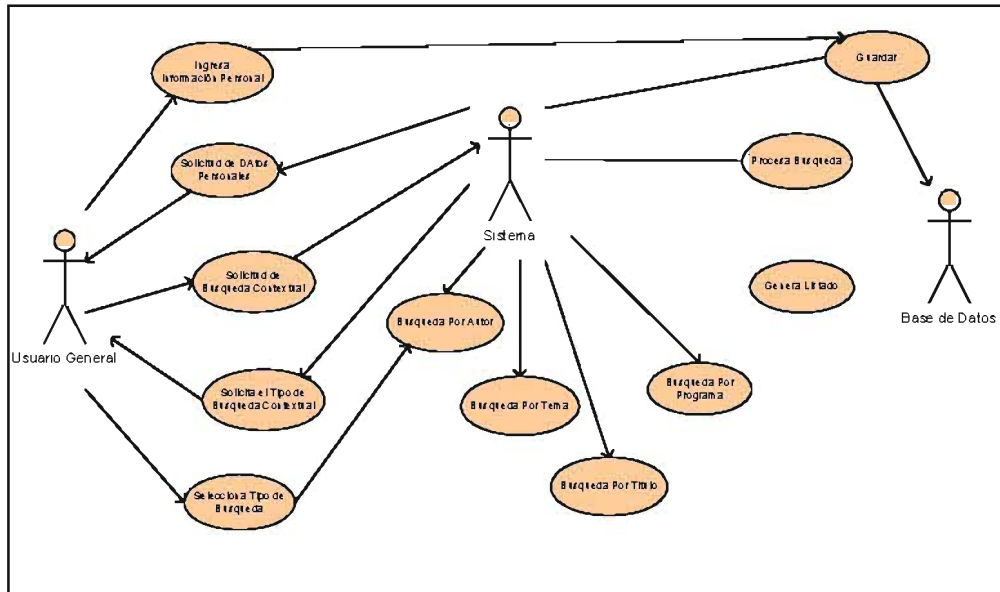 Ingresa
Información Personal
Guardar
Solicitud de DAtos
Personales
Procesa Busqueda
Sistema
Solicitud de
Busqueda Contextual
Genera Listado
Base de Datos
Usuario General
Busqueda Por Autor
Solicita el Tipo de
Busqueda Contextual
Busqueda Por Tema
Busqueda Por
Programa
Selecciona Tipo de
Busqueda
Busqueda Por Titulo